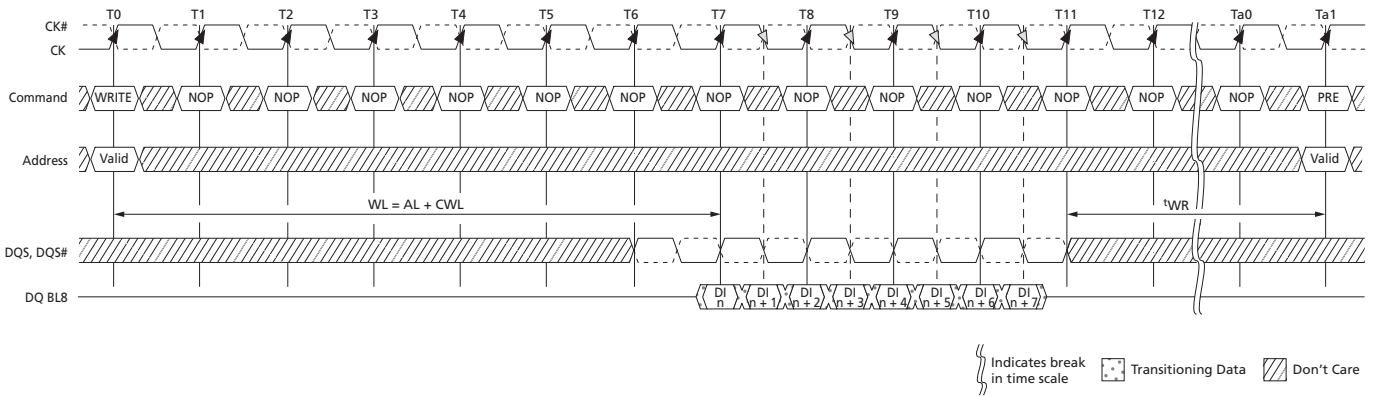 T0 T1 T2 T3 T4 T5 T6 T7 T8 T9 T10 T11 T12 Ta0 Ta1
CK#
CK
Command WRITE NOP NOP NOP NOP NOP NOP NOP NOP NOP NOP NOP NOP NOP PRE
Address Valid Valid
WL = AL + CWL tWR
DQS, DQS#
DQ BL8 DI n DI n + 1 DI n + 2 DI n + 3 DI n + 4 DI n + 5 DI n + 6 DI n + 7
Indicates break
in time scale
Transitioning Data
Don't Care